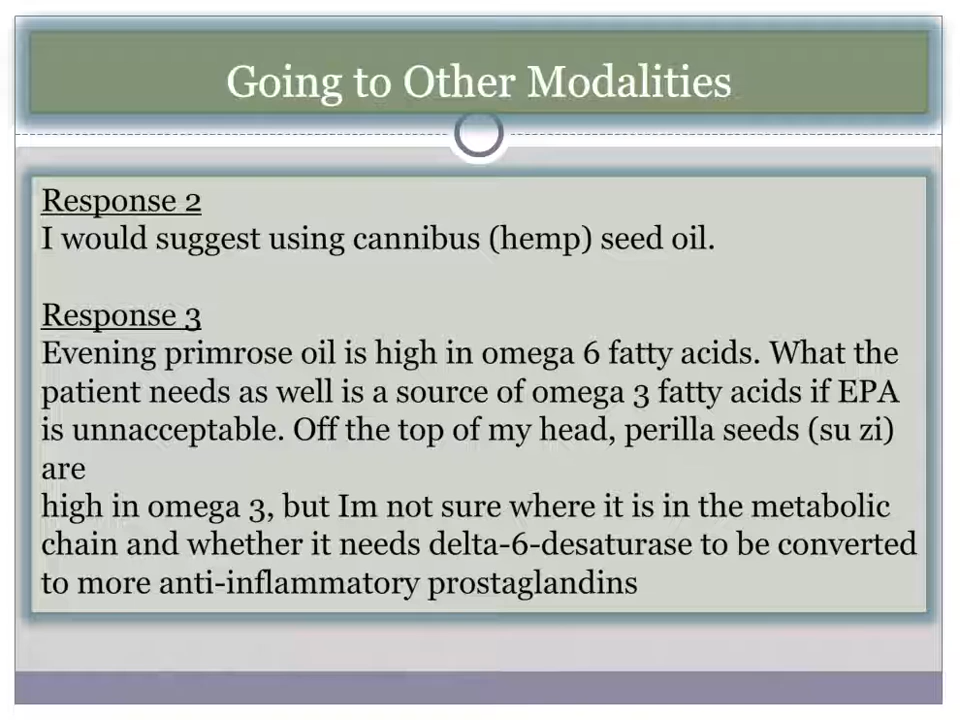 Going to Other Modalities
Response 2
I would suggest using cannibus (hemp) seed oil.
Response 3
Evening primrose oil is high in omega 6 fatty acids. What the
patient needs as well is a source of omega 3 fatty acids if EPA
is unnacceptable. Off the top of my head, perilla seeds (su zi)
are
high in omega 3, but Im not sure where it is in the metabolic
chain and whether it needs delta-6-desaturase to be converted
to more anti-inflammatory prostaglandins